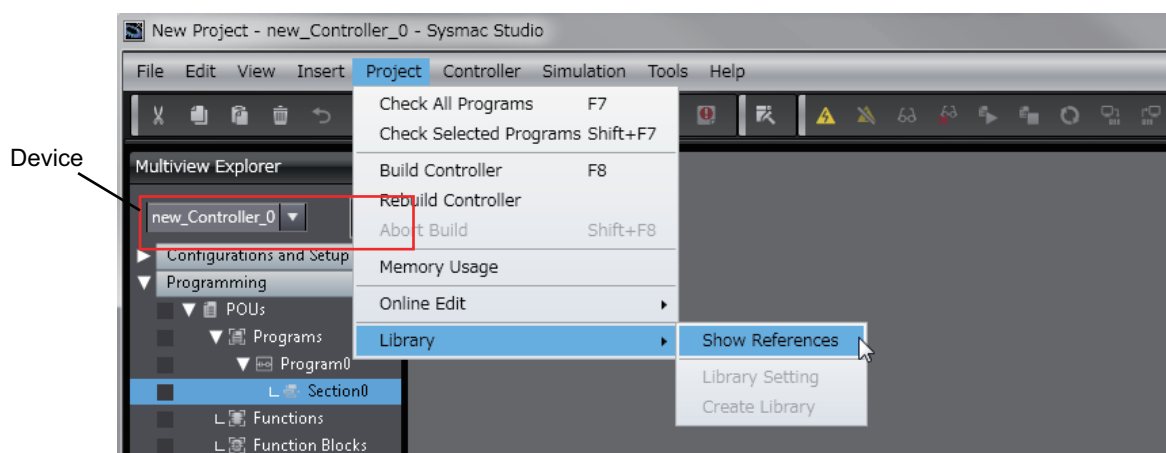 New Project - new_Controller_0 - Sysmac Studio
File Edit View Insert Project Controller Simulation Tools Help
Check All Programs F7
Check Selected Programs Shift+F7
Device
Multiview Explorer
Build Controller F8
new_Controller_0
Rebuild Controller
Abort Build Shift+F8
Configurations and Setup
Memory Usage
Programming
Online Edit
POUs
Programs
Library
Show References
Program0
Library Setting
Section0
Create Library
Functions
Function Blocks